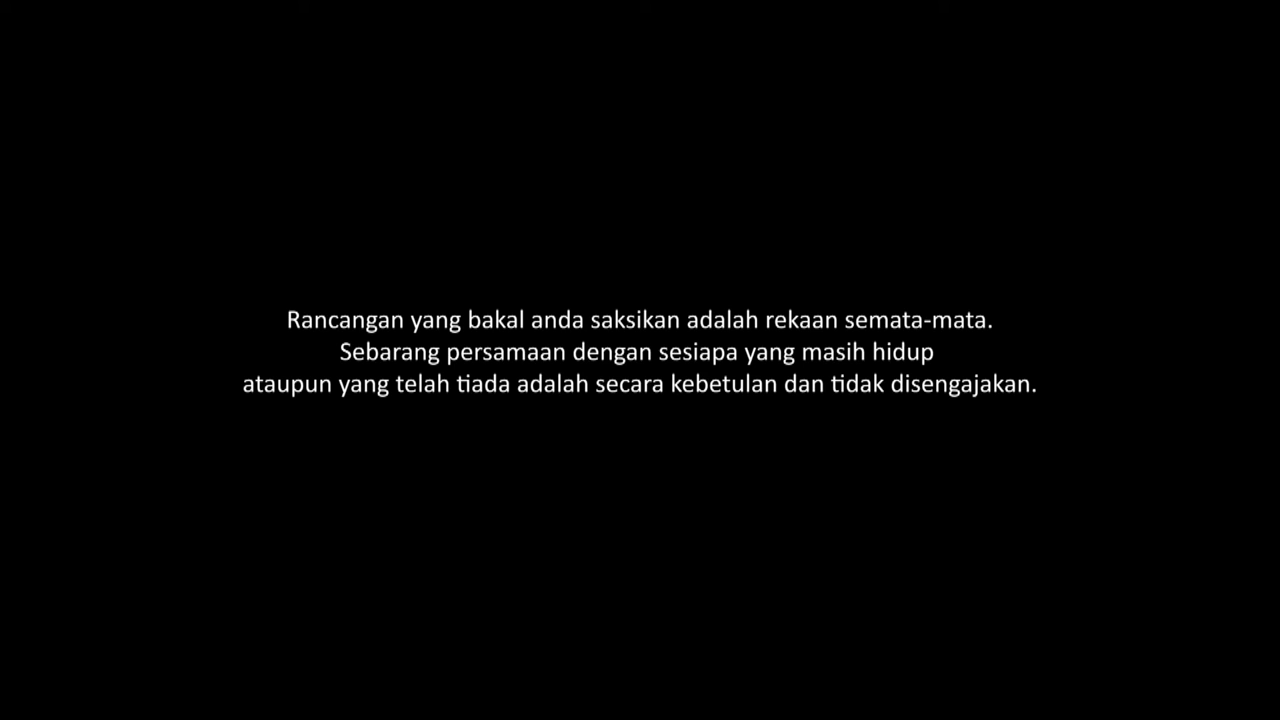 Rancangan yang bakal anda saksikan adalah rekaan semata-mata.
Sebarang persamaan dengan sesiapa yang masih hidup
ataupun yang telah tiada adalah secara kebetulan dan tidak disengajakan.